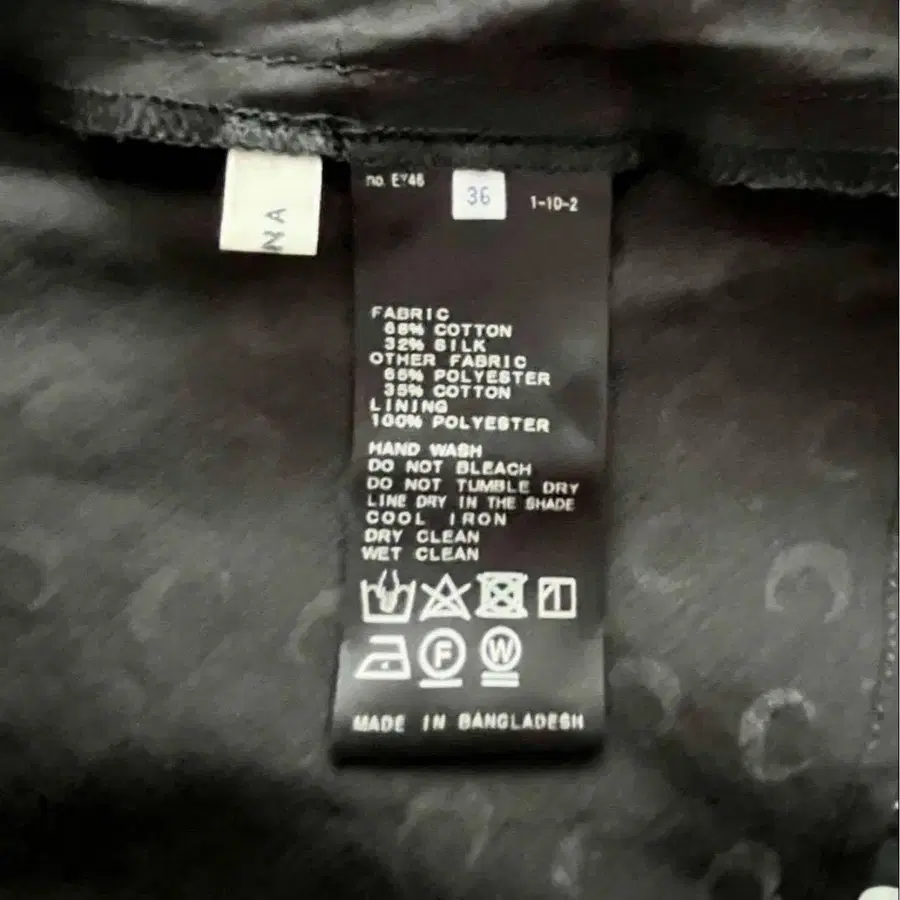 NA
no. EY46
36
1-10-2
FABRIC
68% COTTON
32% SILK
OTHER FABRIC
65% POLYESTER
35% COTTON
LINING
100% POLYESTER
HAND WASH
DO NOT BLEACH
DO NOT TUMBLE DRY
LINE DRY IN THE SHADE
COOL IRON
DRY CLEAN
WET CLEAN
F
W
MADE IN BANGLADESH